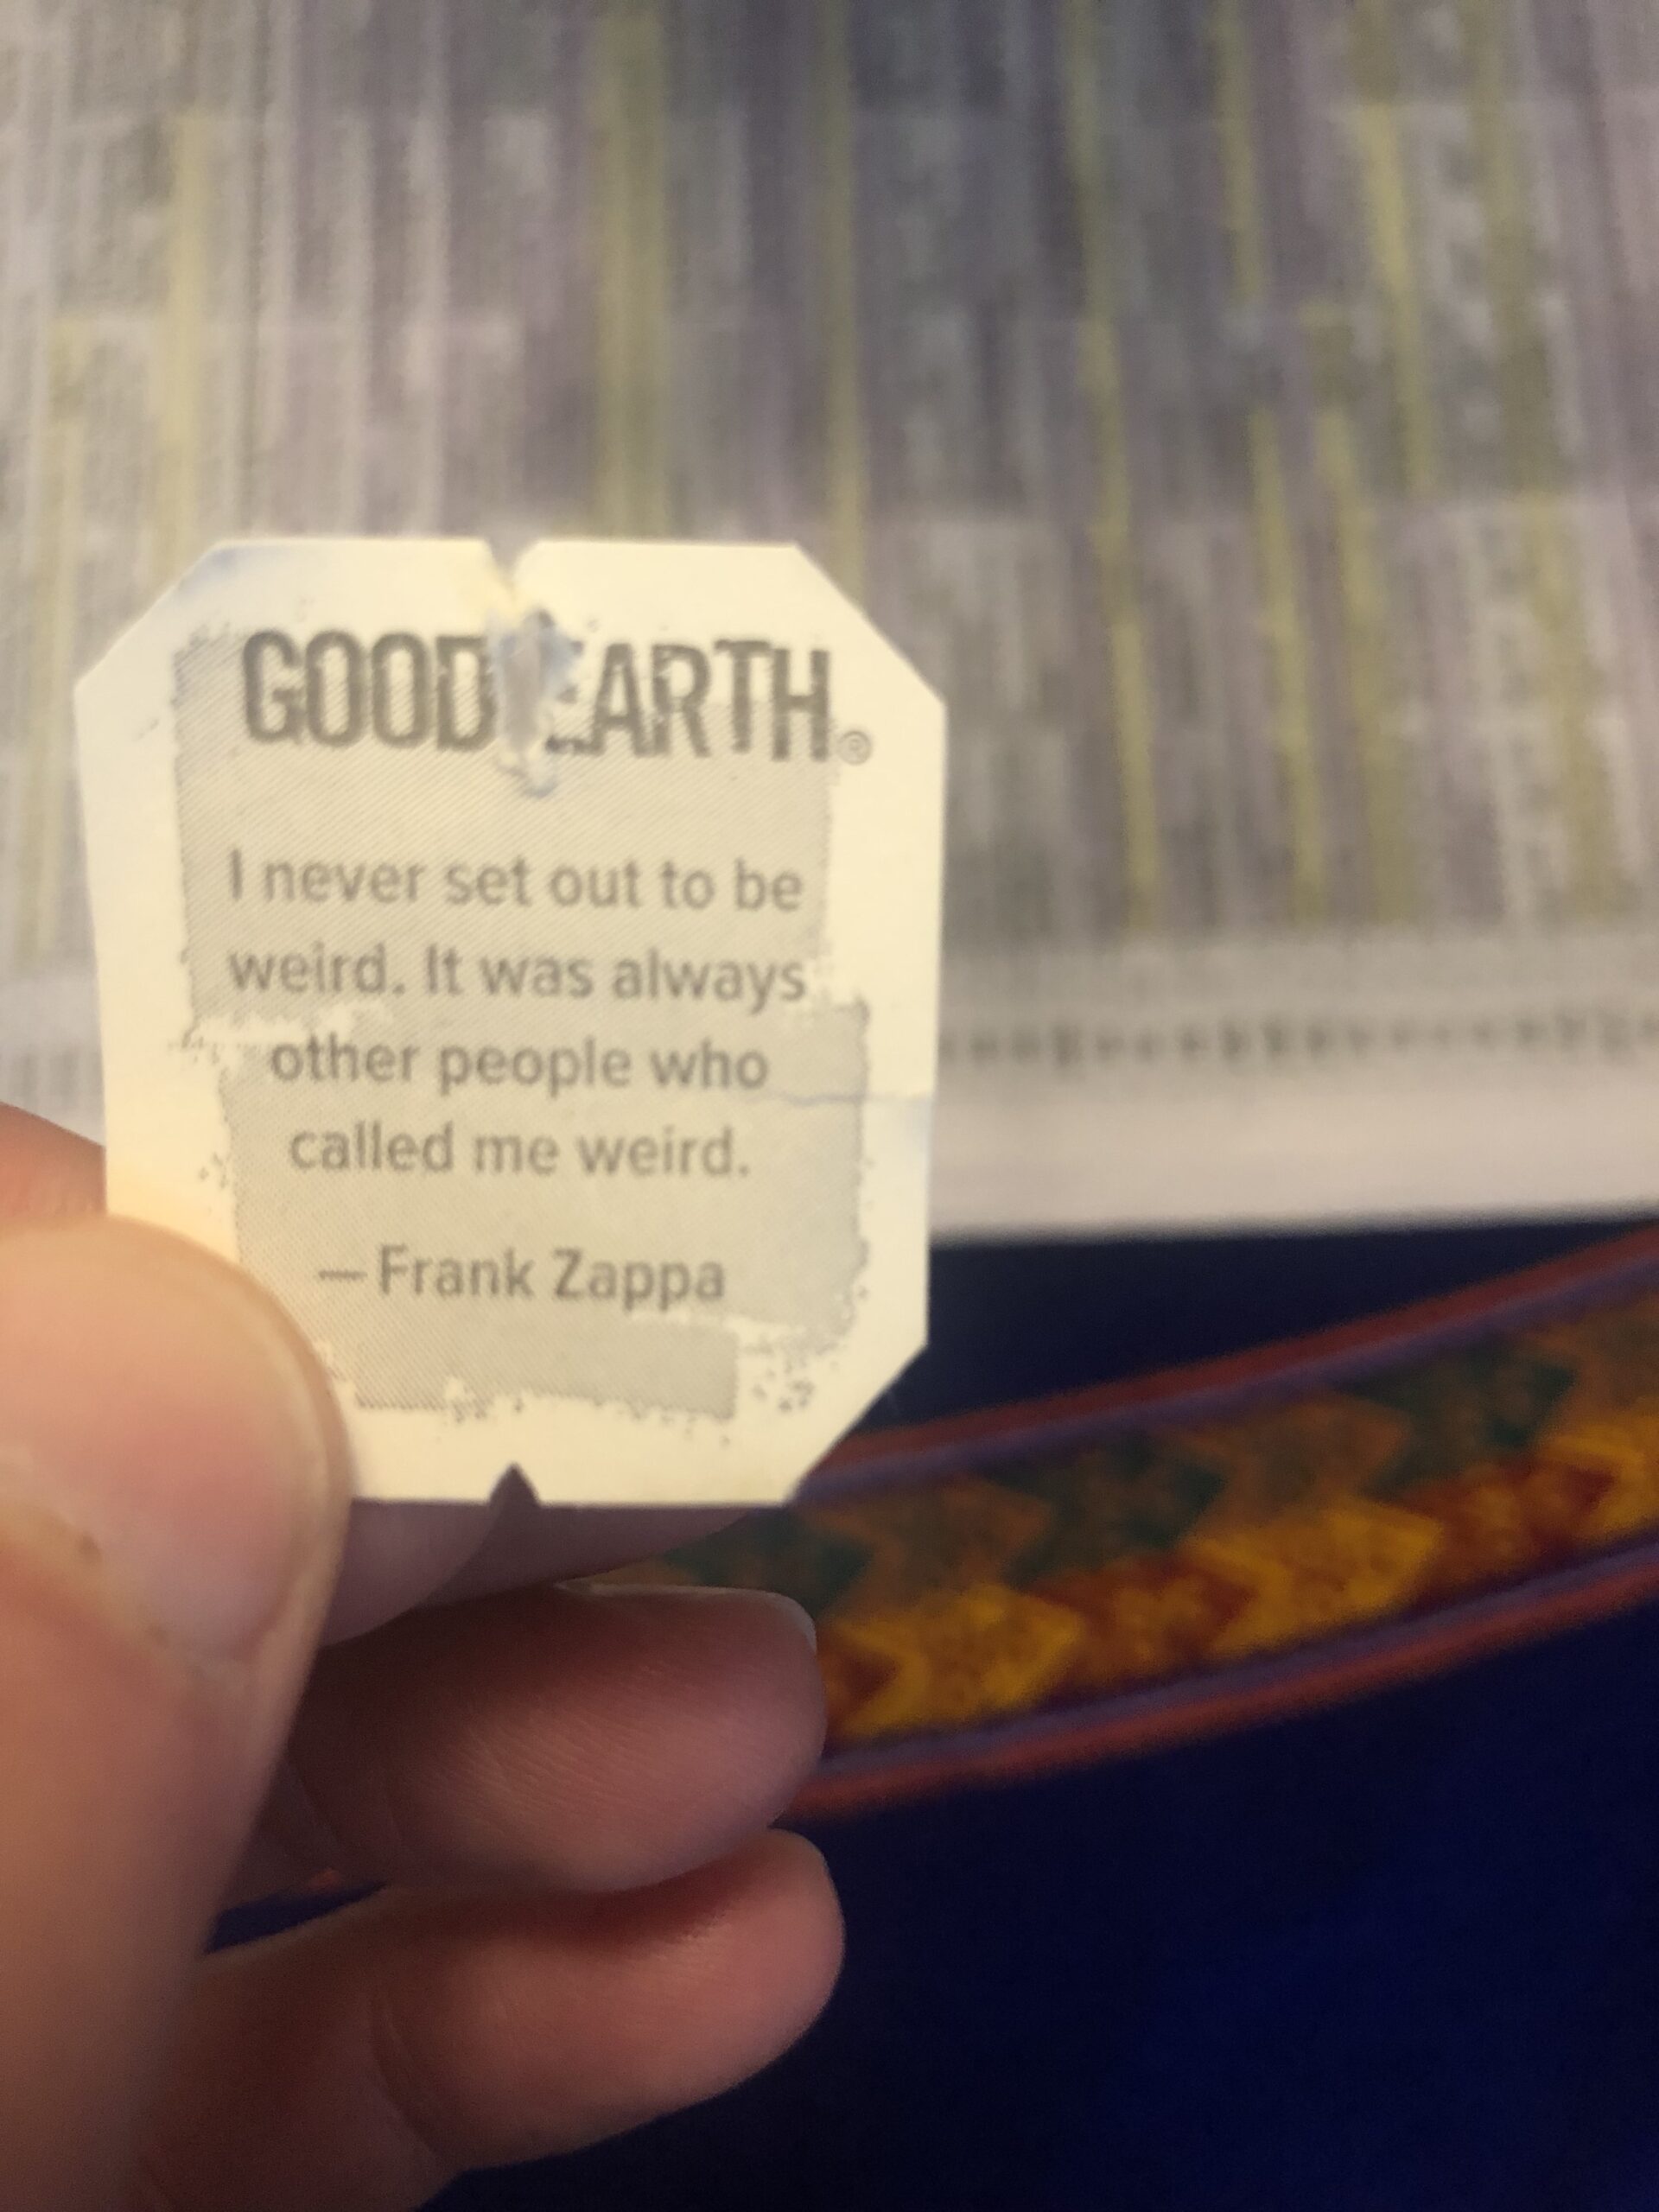 GOOD EARTH®
I never set out to be
weird. It was always
other people who
called me weird.
—Frank Zappa